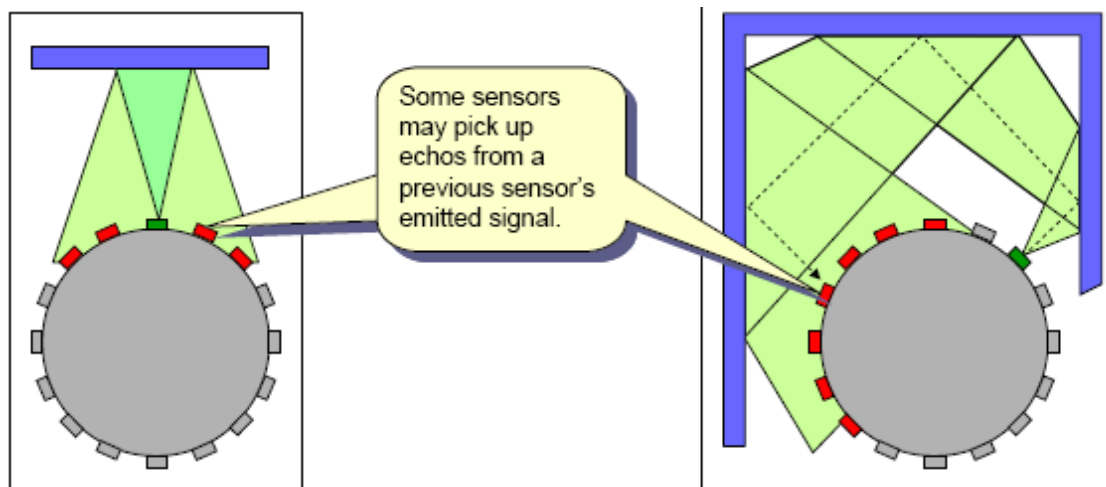 Some sensors
may pick up
echos from a
previous sensor's
emitted signal.